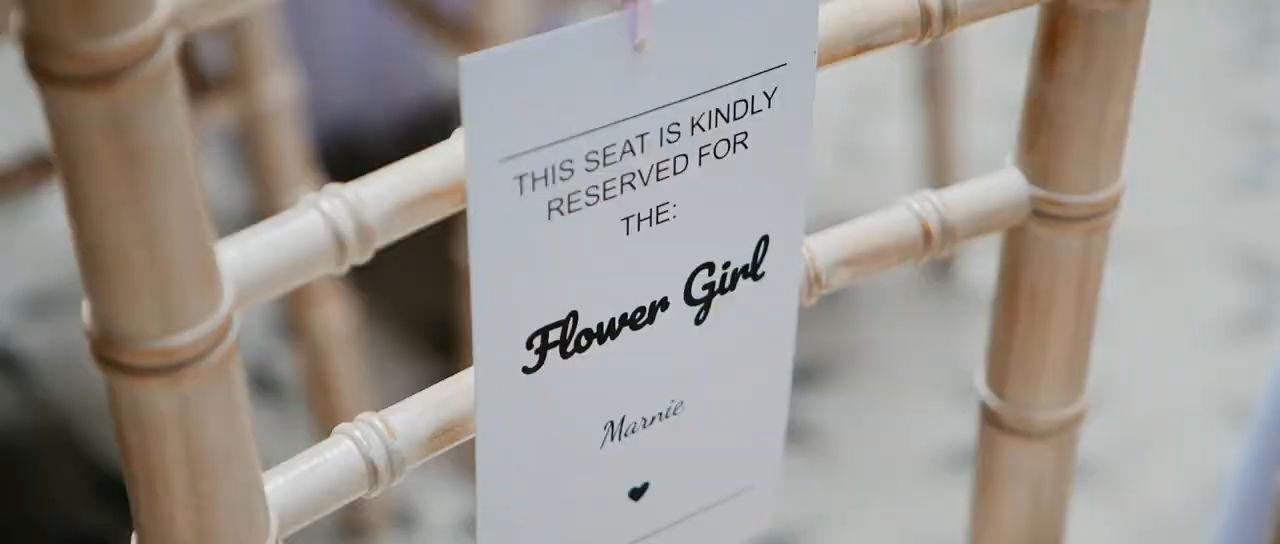 THIS SEAT IS KINDLY
RESERVED FOR
THE:
Flower Girl
Marnie